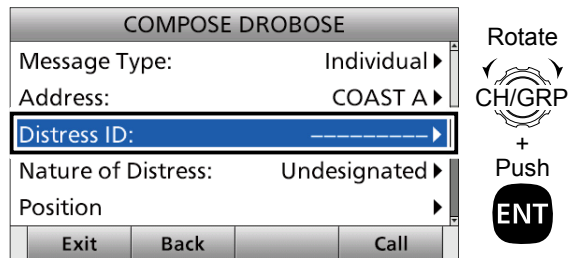 COMPOSE DROBOSE
Message Type: Individual
Address: COAST A
Distress ID: ---------
Nature of Distress: Undesignated
Position
Exit Back Call
Rotate
CH/GRP
+
Push
ENT